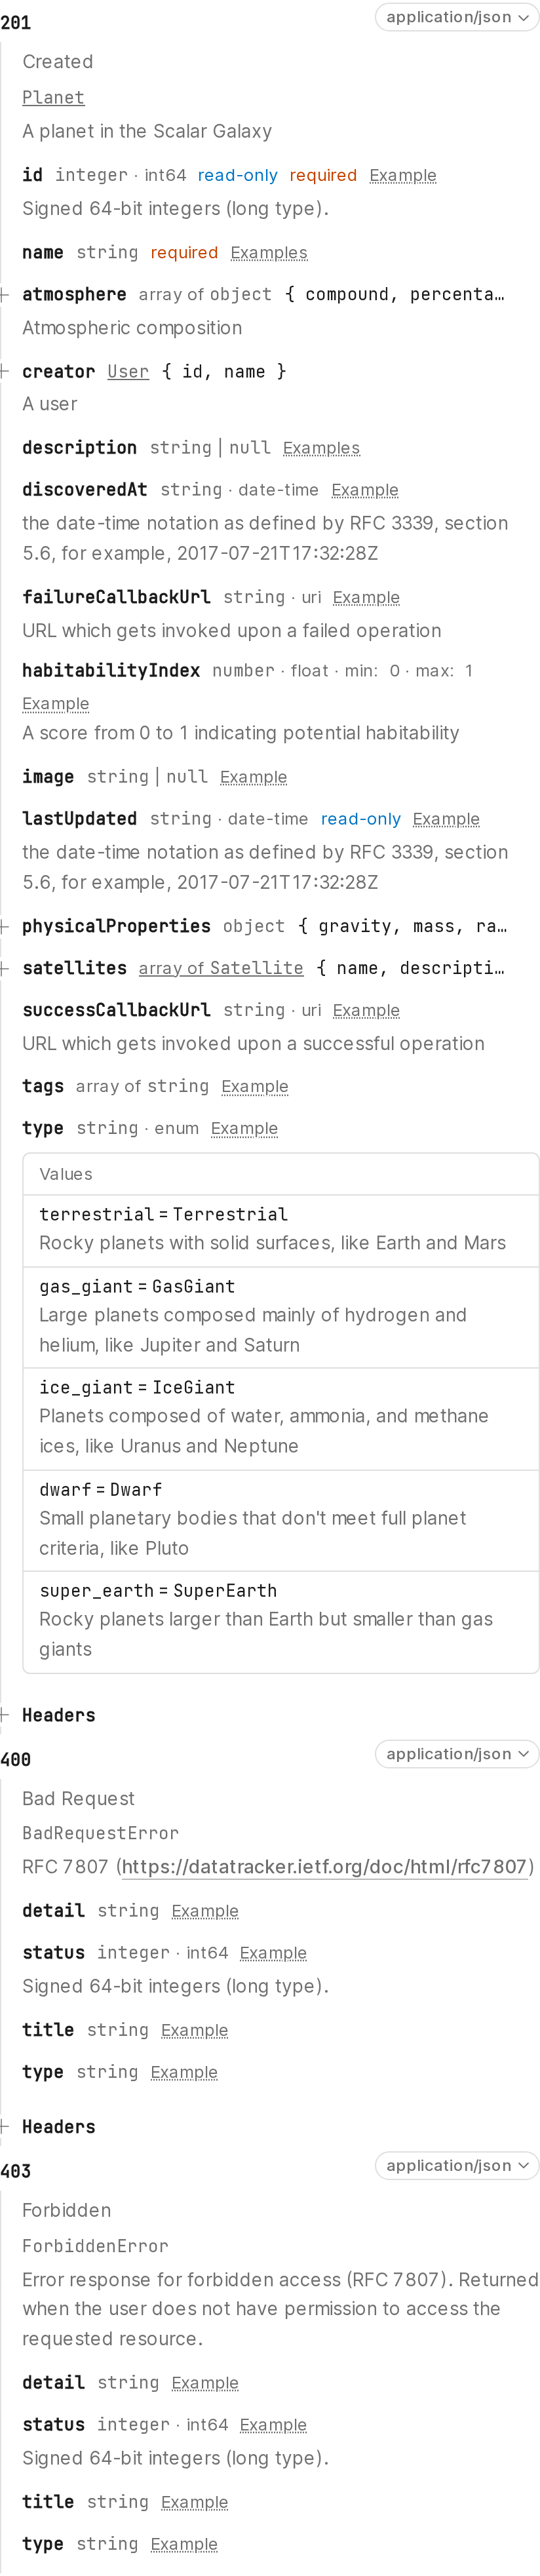 201 application/json
Created
Planet
A planet in the Scalar Galaxy
id integer · int64 read-only required Example
Signed 64-bit integers (long type).
name string required Examples
atmosphere array of object { compound, percenta…
Atmospheric composition
creator User { id, name }
A user
description string | null Examples
discoveredAt string · date-time Example
the date-time notation as defined by RFC 3339, section
5.6, for example, 2017-07-21T17:32:28Z
failureCallbackUrl string · uri Example
URL which gets invoked upon a failed operation
habitabilityIndex number · float · min: 0 · max: 1
Example
A score from 0 to 1 indicating potential habitability
image string | null Example
lastUpdated string · date-time read-only Example
the date-time notation as defined by RFC 3339, section
5.6, for example, 2017-07-21T17:32:28Z
physicalProperties object { gravity, mass, ra…
satellites array of Satellite { name, descripti…
successCallbackUrl string · uri Example
URL which gets invoked upon a successful operation
tags array of string Example
type string · enum Example
Values
terrestrial = Terrestrial
Rocky planets with solid surfaces, like Earth and Mars
gas_giant = GasGiant
Large planets composed mainly of hydrogen and
helium, like Jupiter and Saturn
ice_giant = IceGiant
Planets composed of water, ammonia, and methane
ices, like Uranus and Neptune
dwarf = Dwarf
Small planetary bodies that don't meet full planet
criteria, like Pluto
super_earth = SuperEarth
Rocky planets larger than Earth but smaller than gas
giants
Headers
400 application/json
Bad Request
BadRequestError
RFC 7807 (https://datatracker.ietf.org/doc/html/rfc7807)
detail string Example
status integer · int64 Example
Signed 64-bit integers (long type).
title string Example
type string Example
Headers
403 application/json
Forbidden
ForbiddenError
Error response for forbidden access (RFC 7807). Returned
when the user does not have permission to access the
requested resource.
detail string Example
status integer · int64 Example
Signed 64-bit integers (long type).
title string Example
type string Example